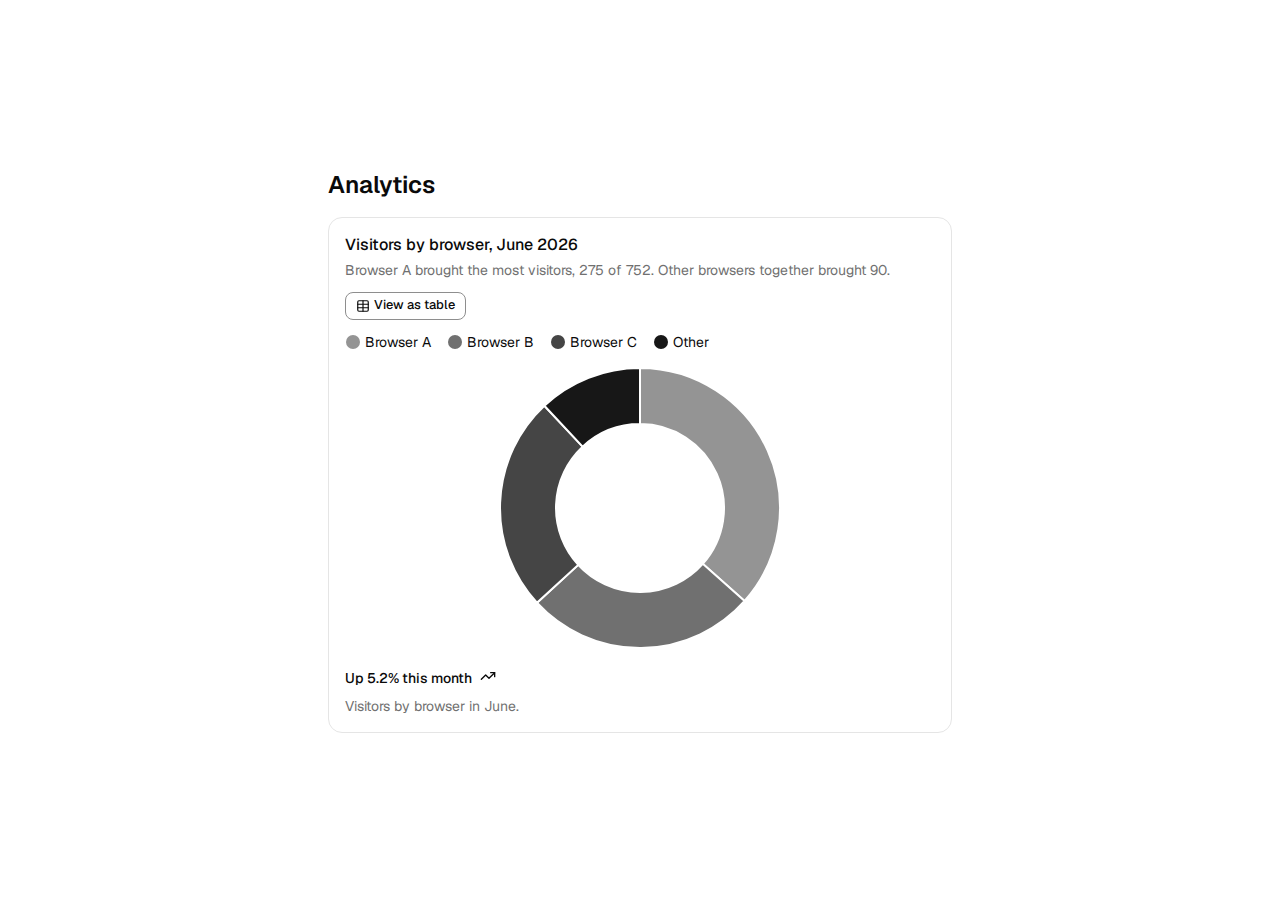 Analytics
Visitors by browser, June 2026
Browser A brought the most visitors, 275 of 752. Other browsers together brought 90.
View as table
Browser A Browser B Browser C Other
Up 5.2% this month
Visitors by browser in June.